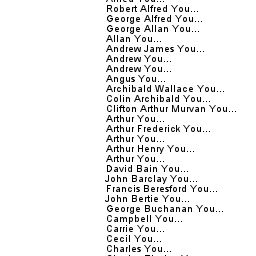 Alfred You...
Robert Alfred You...
George Alfred You...
George Allan You...
Allan You...
Andrew James You...
Andrew You...
Andrew You...
Angus You...
Archibald Wallace You...
Colin Archibald You...
Clifton Arthur Murvan You...
Arthur You...
Arthur Frederick You...
Arthur You...
Arthur Henry You...
Arthur You...
David Bain You...
John Barclay You...
Francis Beresford You...
John Bertie You...
George Buchanan You...
Campbell You...
Carrie You...
Cecil You...
Charles You...